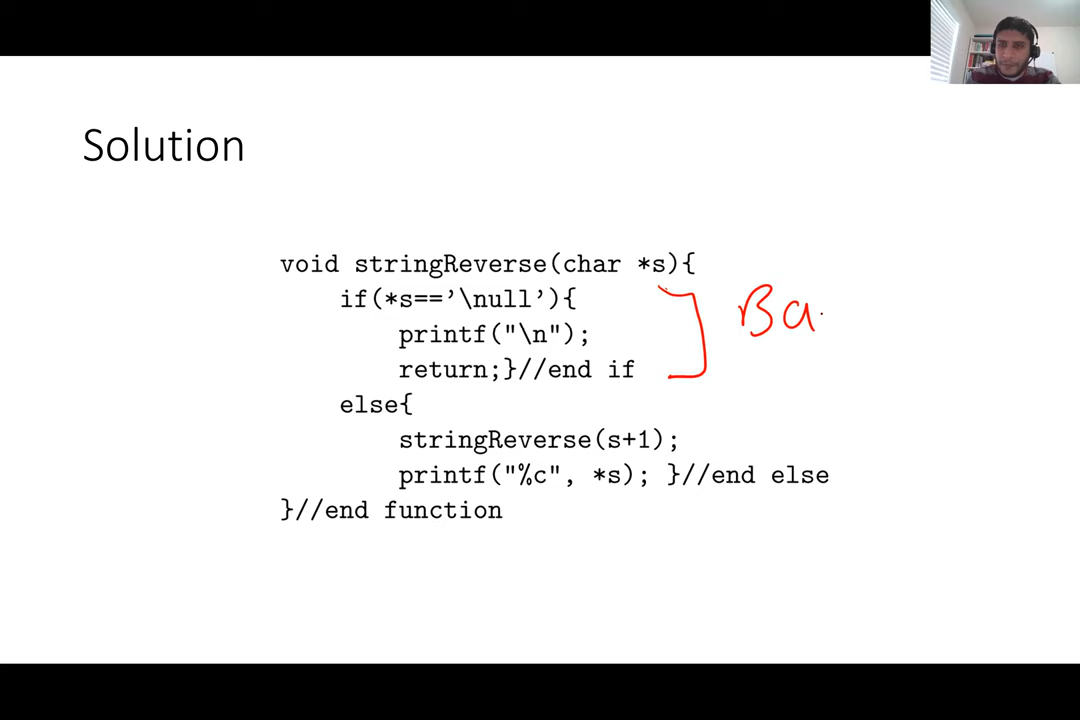 Solution
void stringReverse(char *s){
if(*s=='\null'){
printf("\n");
return;}//end if
else{
stringReverse(s+1);
printf("%c", *s); }//end else
}//end function
Ba